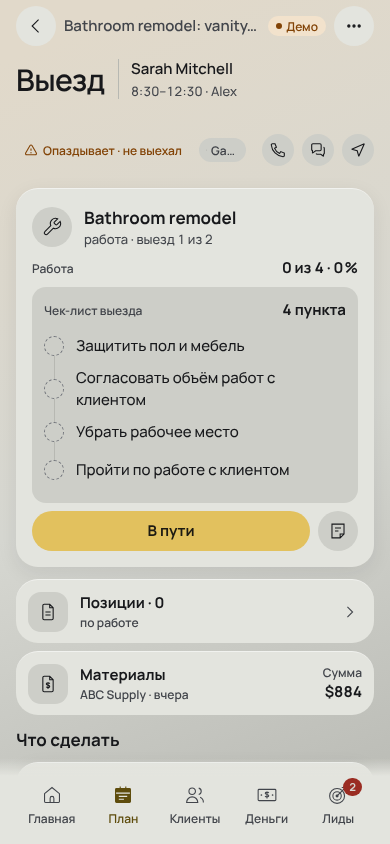 Bathroom remodel: vanity…
Демо
Выезд
Sarah Mitchell
8:30–12:30 · Alex
Опаздывает · не выехал
Ga…
Bathroom remodel
работа · выезд 1 из 2
Работа
0 из 4 · 0 %
Чек-лист выезда
4 пункта
Защитить пол и мебель
Согласовать объём работ с
клиентом
Убрать рабочее место
Пройти по работе с клиентом
В пути
Позиции · 0
по работе
Материалы
ABC Supply · вчера
Сумма
$884
Что сделать
2
Главная
План
Клиенты
Деньги
Лиды